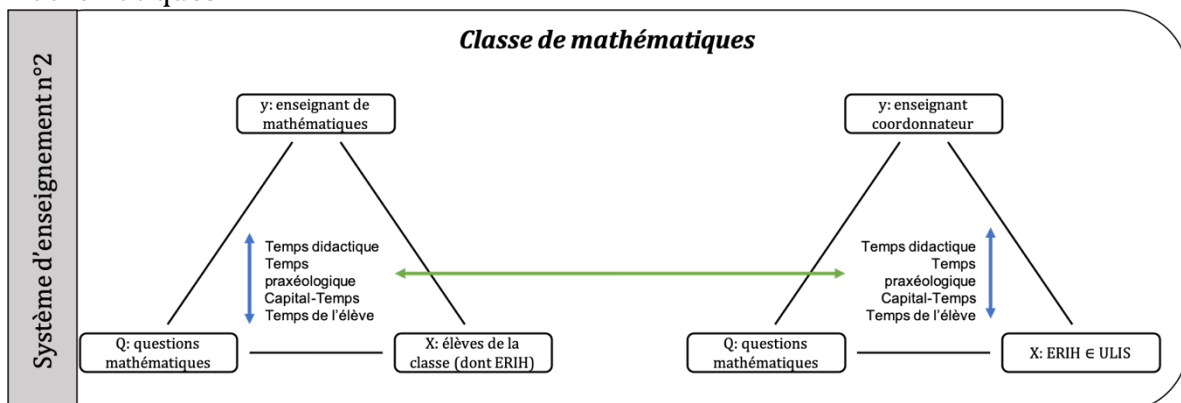 Classe de mathématiques
Système d'enseignement n°2
y: enseignant de
mathématiques
y: enseignant
coordonnateur
Temps didactique
Temps
praxéologique
Capital-Temps
Temps de l'élève
Temps didactique
Temps
praxéologique
Capital-Temps
Temps de l'élève
Q: questions
mathématiques
X: élèves de la
classe (dont ERIH)
Q: questions
mathématiques
X: ERIH ∈ ULIS